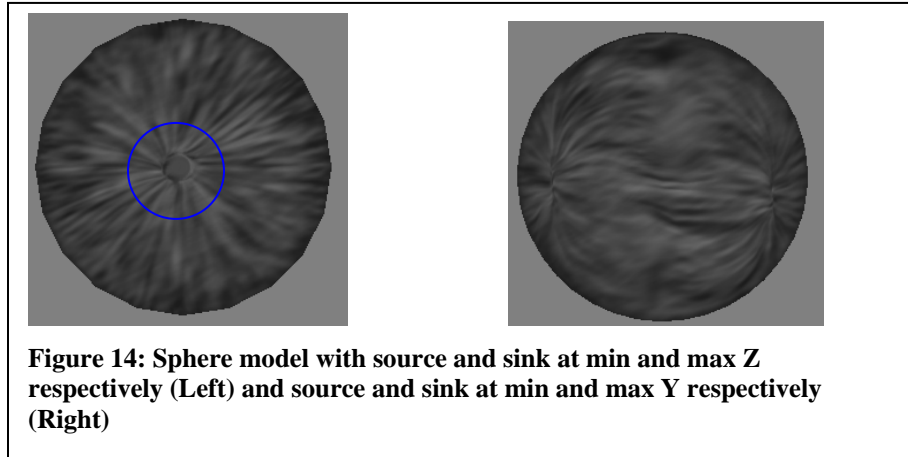 Figure 14: Sphere model with source and sink at min and max Z
respectively (Left) and source and sink at min and max Y respectively
(Right)